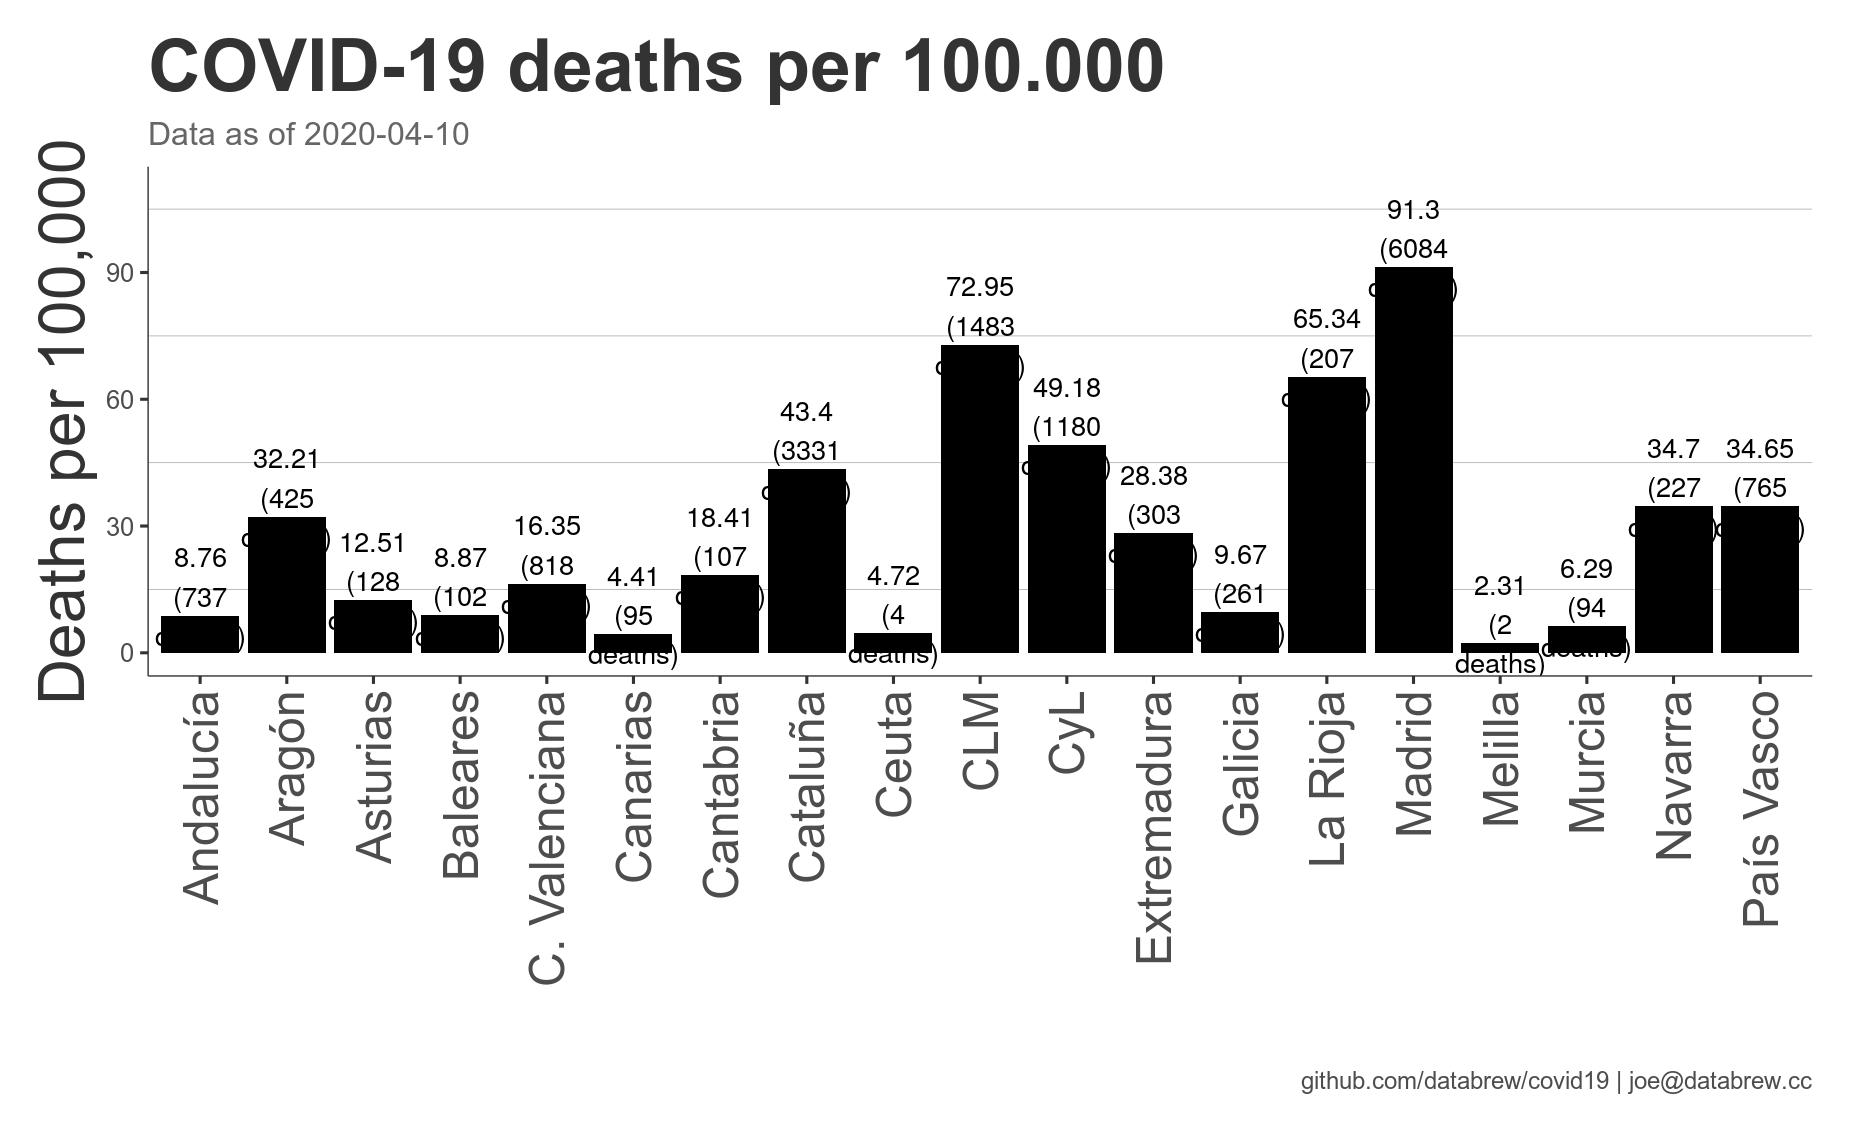 COVID-19 deaths per 100.000
Data as of 2020-04-10
Deaths per 100,000
90
60
30
0
8.76
(737
32.21
(425
12.51
(128
8.87
(102
16.35
(818
4.41
(95
deaths)
18.41
(107
43.4
(3331
4.72
(4
deaths)
72.95
(1483
49.18
(1180
28.38
(303
9.67
(261
65.34
(207
91.3
(6084
2.31
(2
deaths)
6.29
(94
deaths)
34.7
(227
34.65
(765
Andalucía
Aragón
Asturias
Baleares
C. Valenciana
Canarias
Cantabria
Cataluña
Ceuta
CLM
CyL
Extremadura
Galicia
La Rioja
Madrid
Melilla
Murcia
Navarra
País Vasco
github.com/databrew/covid19 | joe@databrew.cc